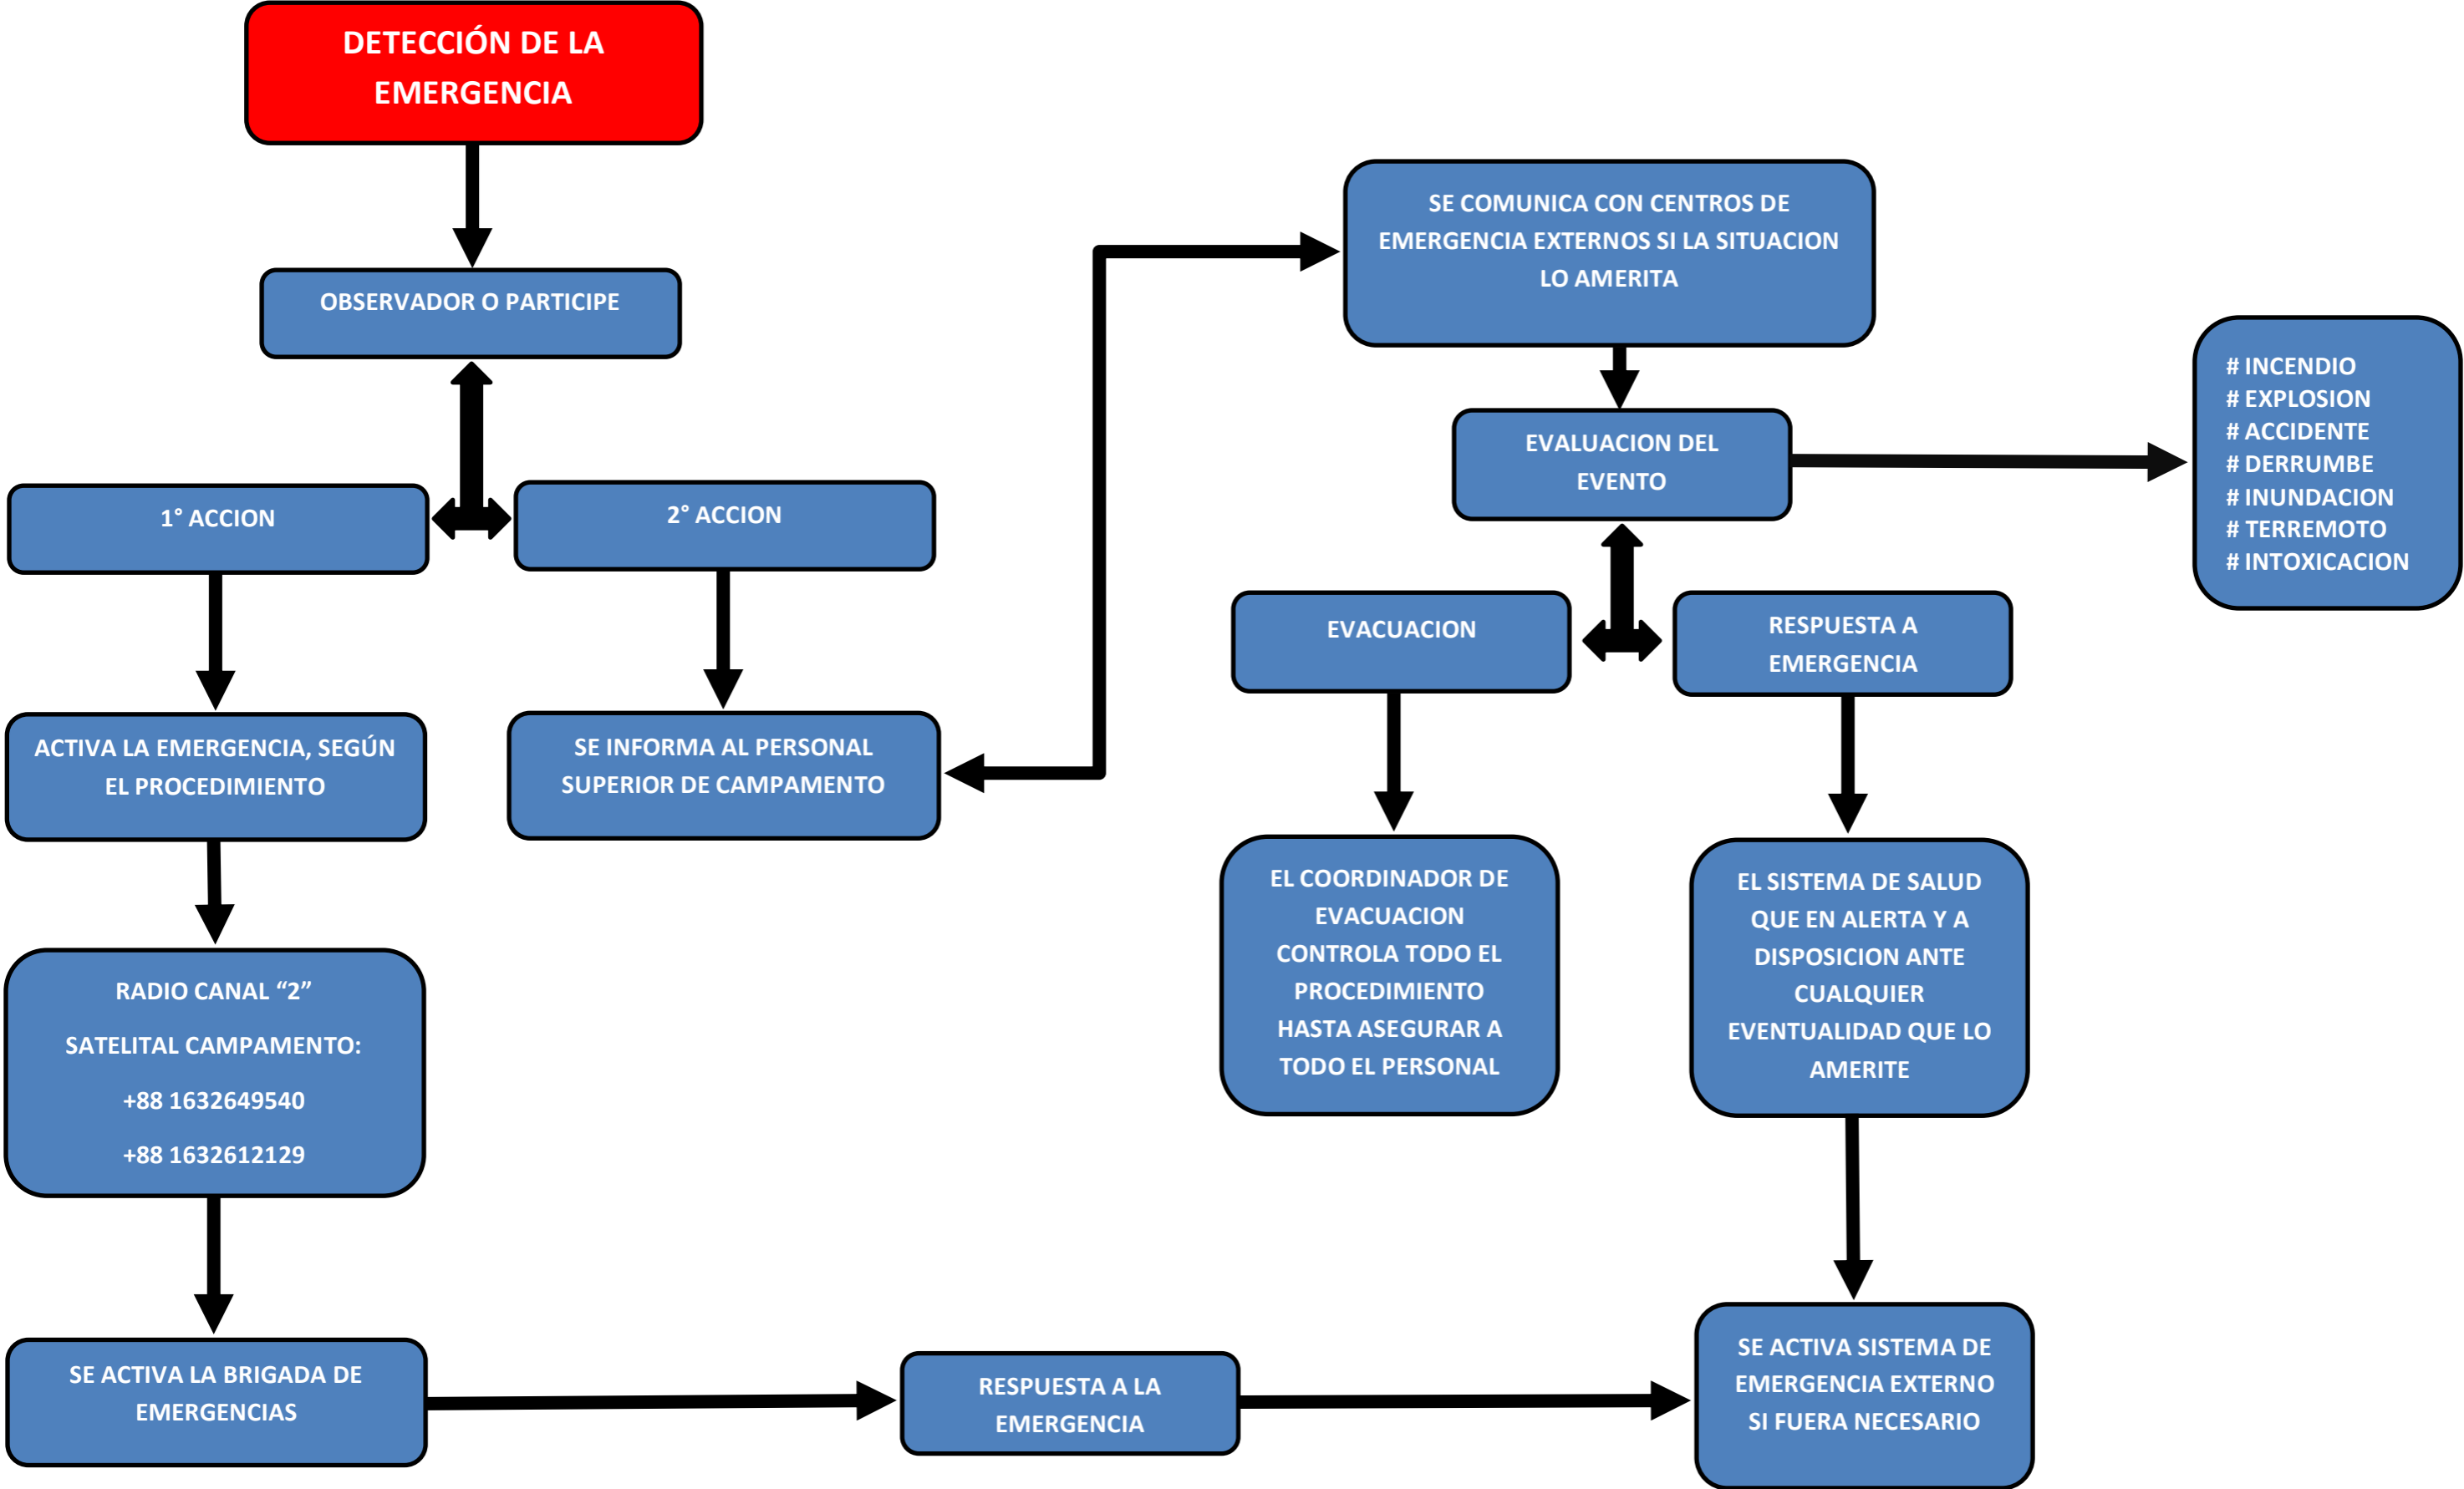 DETECCIÓN DE LA
EMERGENCIA
OBSERVADOR O PARTICIPE
1° ACCION
2° ACCION
ACTIVA LA EMERGENCIA, SEGÚN
EL PROCEDIMIENTO
SE INFORMA AL PERSONAL
SUPERIOR DE CAMPAMENTO
RADIO CANAL “2”
SATELITAL CAMPAMENTO:
+88 1632649540
+88 1632612129
SE ACTIVA LA BRIGADA DE
EMERGENCIAS
RESPUESTA A LA
EMERGENCIA
SE COMUNICA CON CENTROS DE
EMERGENCIA EXTERNOS SI LA SITUACION
LO AMERITA
EVALUACION DEL
EVENTO
# INCENDIO
# EXPLOSION
# ACCIDENTE
# DERRUMBE
# INUNDACION
# TERREMOTO
# INTOXICACION
EVACUACION
RESPUESTA A
EMERGENCIA
EL COORDINADOR DE
EVACUACION
CONTROLA TODO EL
PROCEDIMIENTO
HASTA ASEGURAR A
TODO EL PERSONAL
EL SISTEMA DE SALUD
QUE EN ALERTA Y A
DISPOSICION ANTE
CUALQUIER
EVENTUALIDAD QUE LO
AMERITE
SE ACTIVA SISTEMA DE
EMERGENCIA EXTERNO
SI FUERA NECESARIO